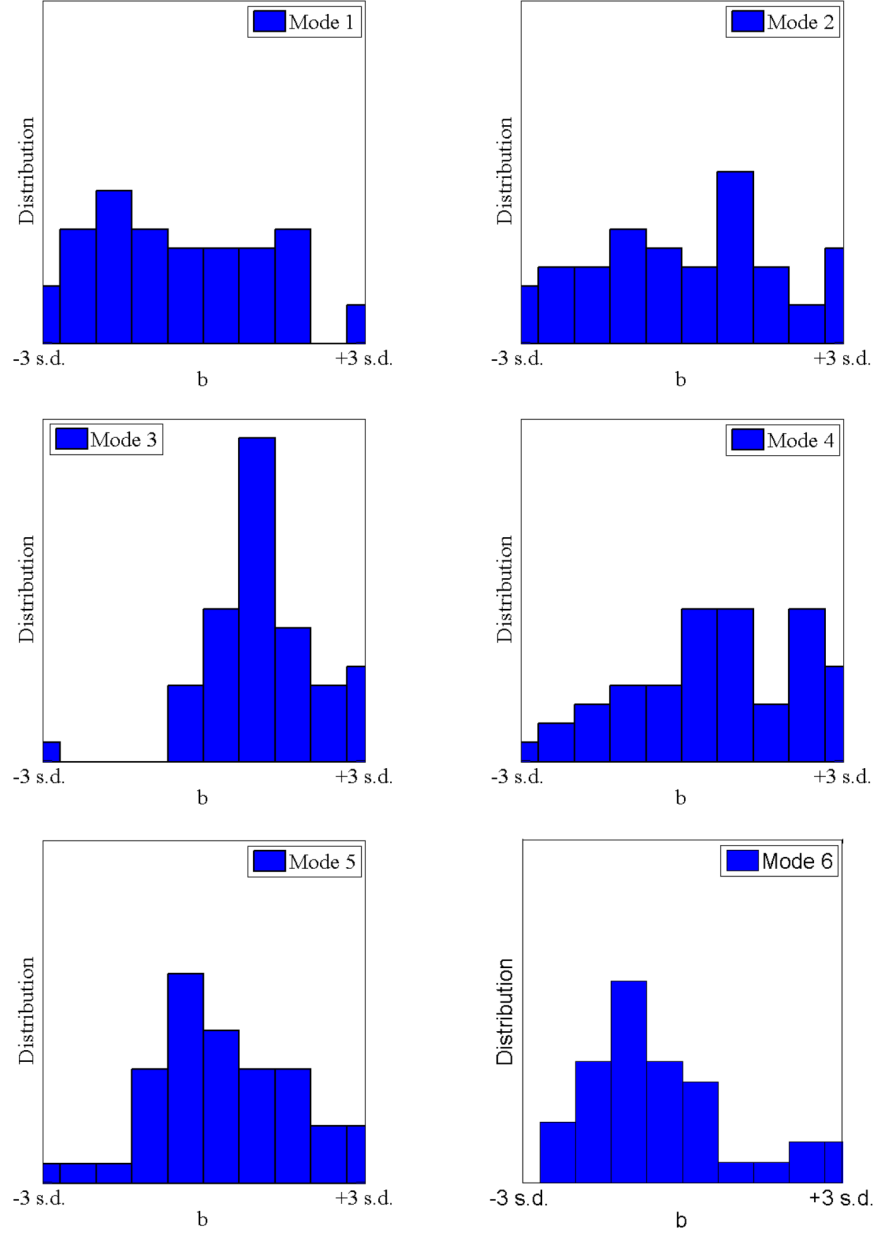 Mode 1
Distribution
-3 s.d.
+3 s.d.
b
Mode 2
Distribution
-3 s.d.
+3 s.d.
b
Mode 3
Distribution
-3 s.d.
+3 s.d.
b
Mode 4
Distribution
-3 s.d.
+3 s.d.
b
Mode 5
Distribution
-3 s.d.
+3 s.d.
b
Mode 6
Distribution
-3 s.d.
+3 s.d.
b